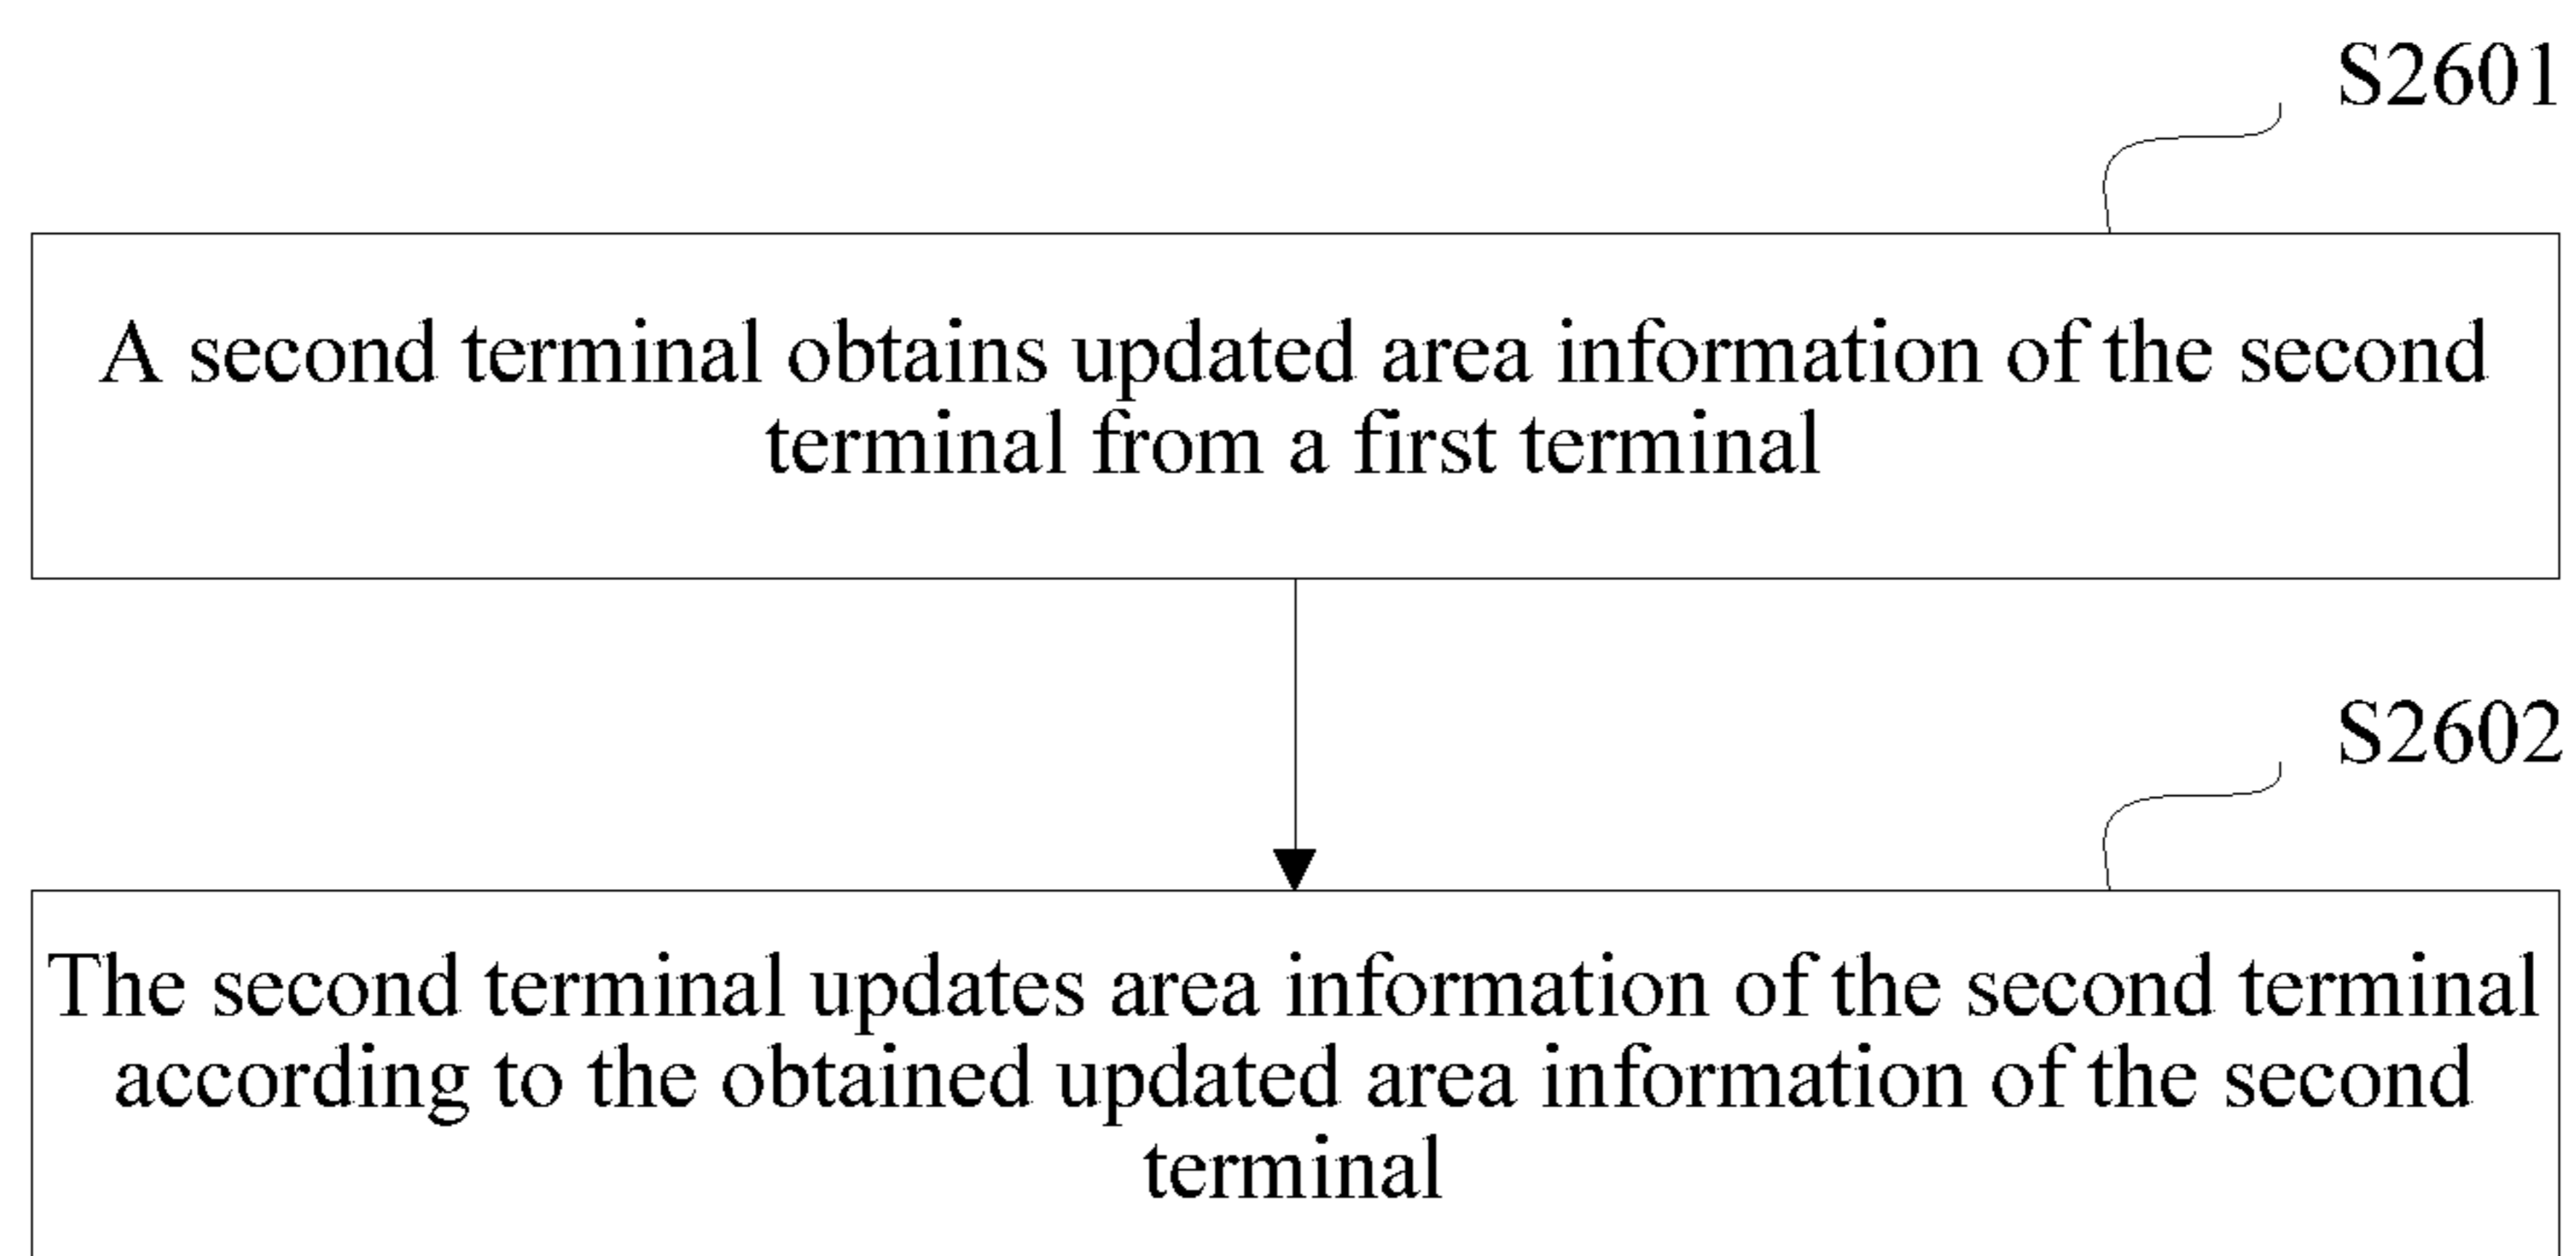 S2601
A second terminal obtains updated area information of the second
terminal from a first terminal
S2602
The second terminal updates area information of the second terminal
according to the obtained updated area information of the second
terminal